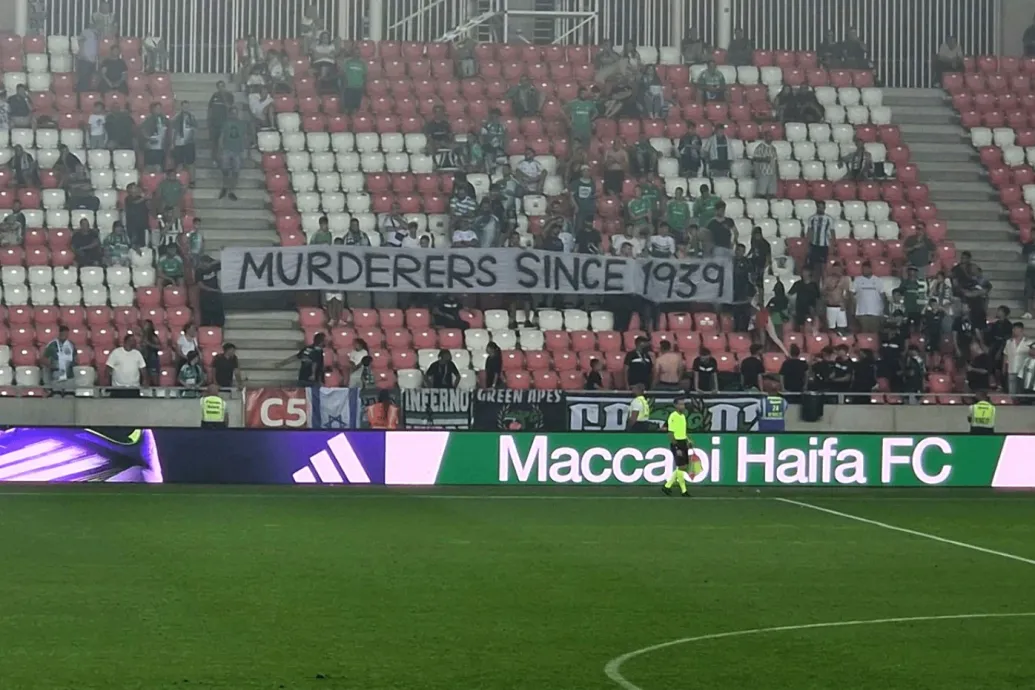 MURDERERS SINCE 1939
C5
INFERNO
GREEN APES
Maccabi Haifa FC